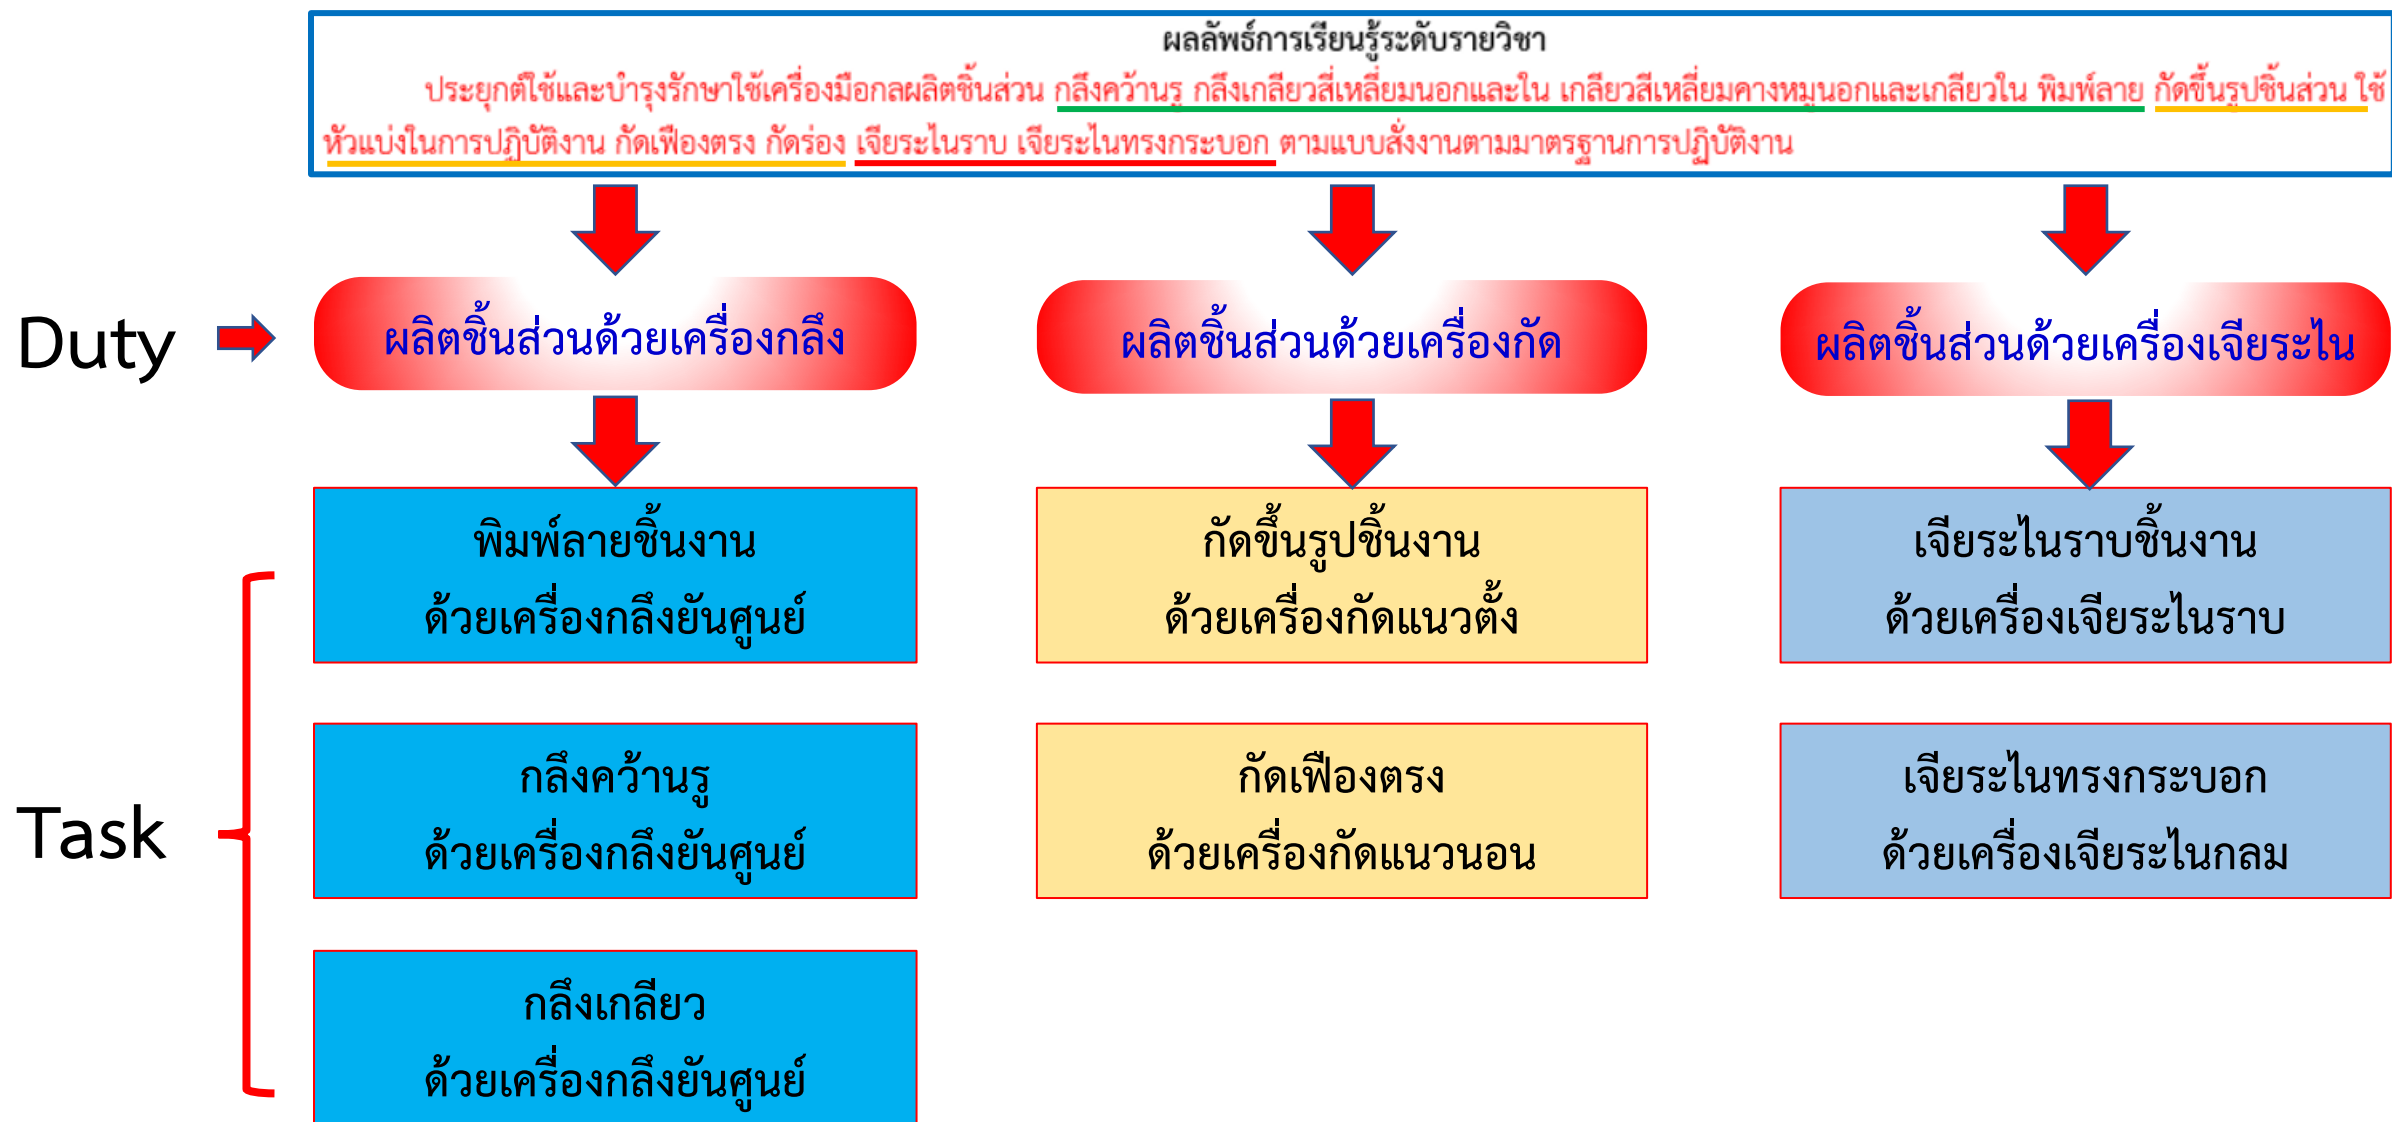 ผลลัพธ์การเรียนรู้ระดับรายวิชา
ประยุกต์ใช้และบำรุงรักษาใช้เครื่องมือกลผลิตชิ้นส่วน กลึงคว้านรู กลึงเกลียวสี่เหลี่ยมนอกและใน เกลียวสี่เหลี่ยมคางหมูนอกและเกลียวใน พิมพ์ลาย กัดขึ้นรูปชิ้นส่วน ใช้
หัวแบ่งในการปฏิบัติงาน กัดเฟืองตรง กัดร่อง เจียระไนราบ เจียระไนทรงกระบอก ตามแบบสั่งงานตามมาตรฐานการปฏิบัติงาน
Duty
ผลิตชิ้นส่วนด้วยเครื่องกลึง
ผลิตชิ้นส่วนด้วยเครื่องกัด
ผลิตชิ้นส่วนด้วยเครื่องเจียระไน
Task
พิมพ์ลายชิ้นงาน
ด้วยเครื่องกลึงยันศูนย์
กัดขึ้นรูปชิ้นงาน
ด้วยเครื่องกัดแนวตั้ง
เจียระไนราบชิ้นงาน
ด้วยเครื่องเจียระไนราบ
กลึงคว้านรู
ด้วยเครื่องกลึงยันศูนย์
กัดเฟืองตรง
ด้วยเครื่องกัดแนวนอน
เจียระไนทรงกระบอก
ด้วยเครื่องเจียระไนกลม
กลึงเกลียว
ด้วยเครื่องกลึงยันศูนย์